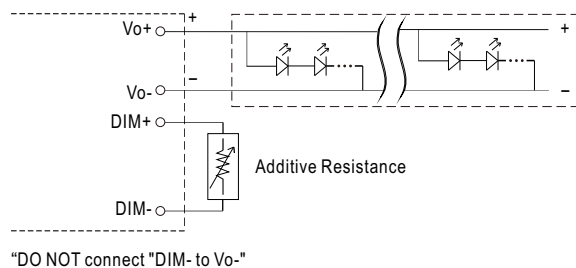 Vo+
+
+
Vo-
−
−
DIM+
Additive Resistance
DIM-
“DO NOT connect "DIM- to Vo-"